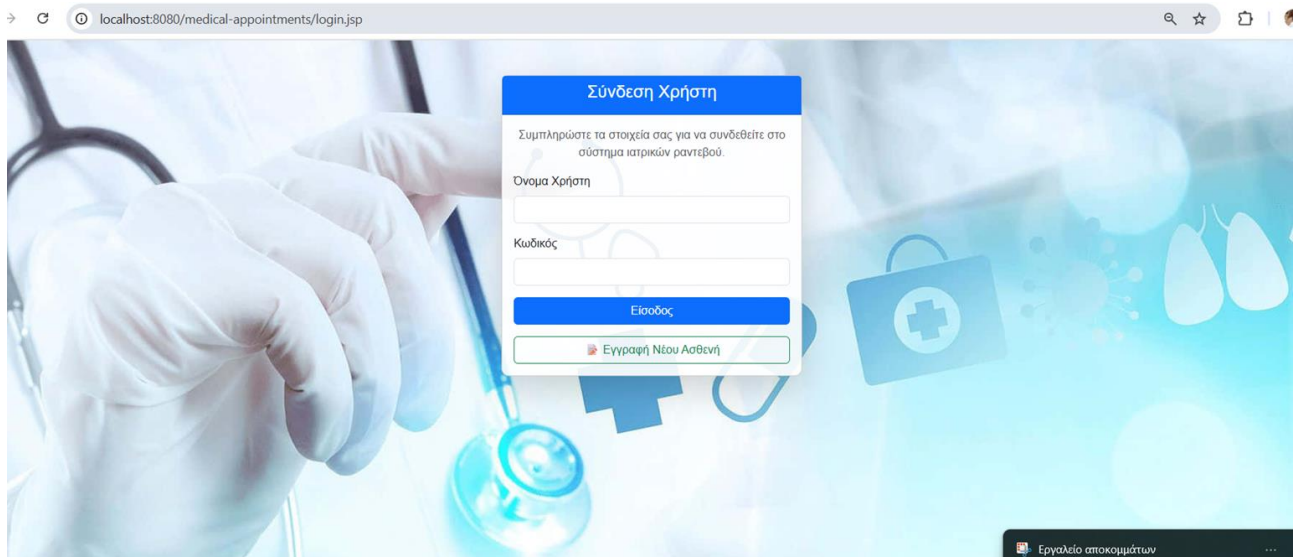 localhost:8080/medical-appointments/login.jsp
Σύνδεση Χρήστη
Συμπληρώστε τα στοιχεία σας για να συνδεθείτε στο
σύστημα ιατρικών ραντεβού.
Όνομα Χρήστη
Κωδικός
Είσοδος
Εγγραφή Νέου Ασθενή
Εργαλείο αποκομμάτων